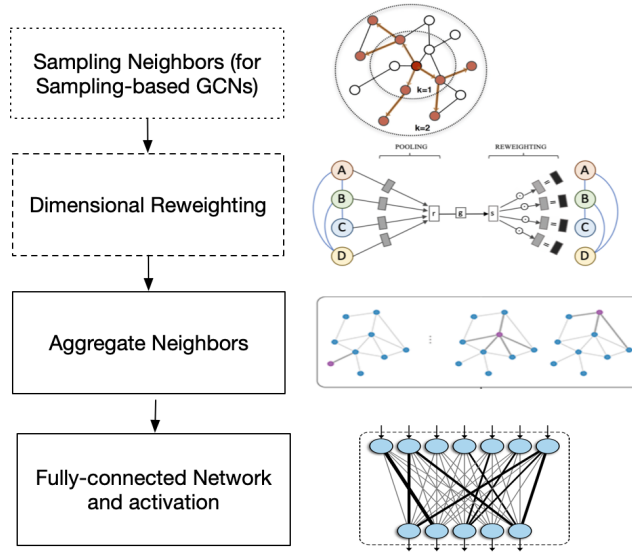 Sampling Neighbors (for
Sampling-based GCNs)
k=1
k=2
Dimensional Reweighting
POOLING
REWEIGHTING
A
B
C
D
r
g
s
A
B
C
D
Aggregate Neighbors
Fully-connected Network
and activation